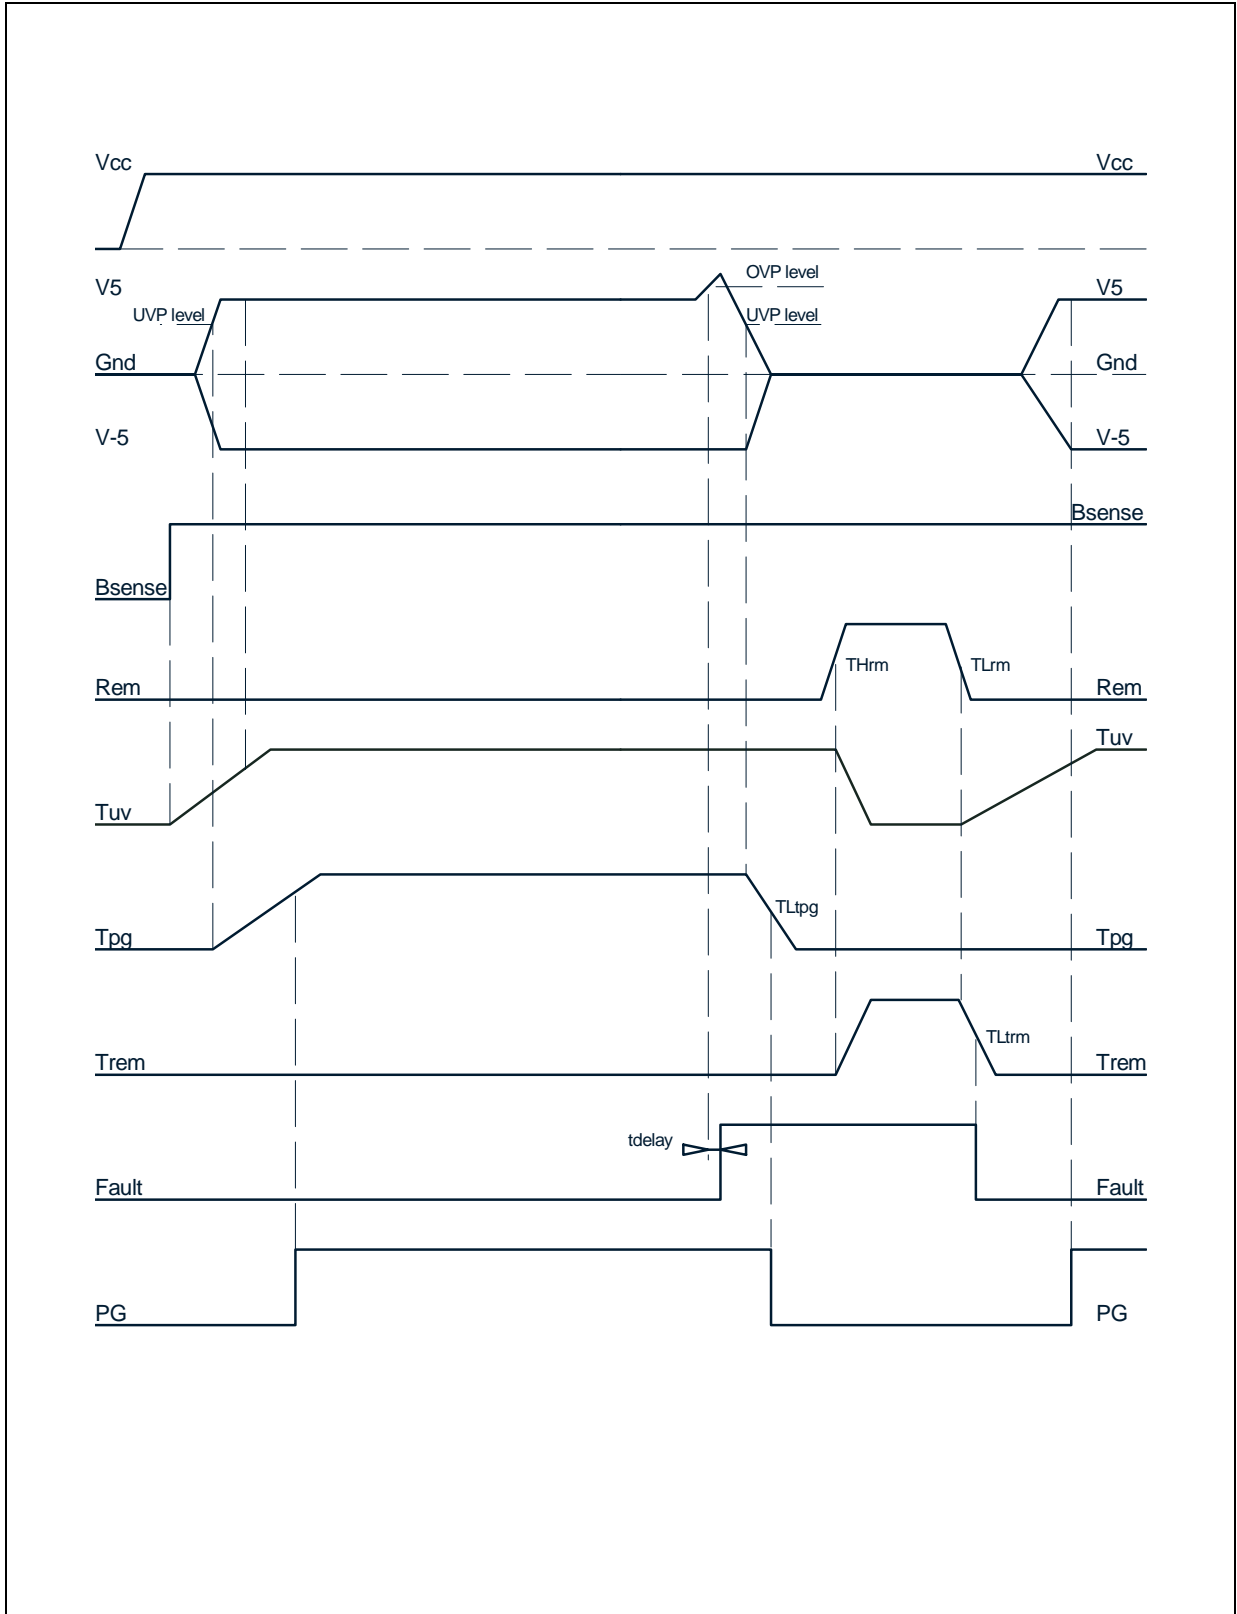 Vcc Vcc
OVP level
V5 V5
UVP level UVP level
Gnd Gnd
V-5 V-5
Bsense
Bsense
THrm TLrm
Rem Rem
Tuv
Tuv
TLtpg
Tpg Tpg
TLtrm
Trem Trem
tdelay
Fault Fault
PG PG